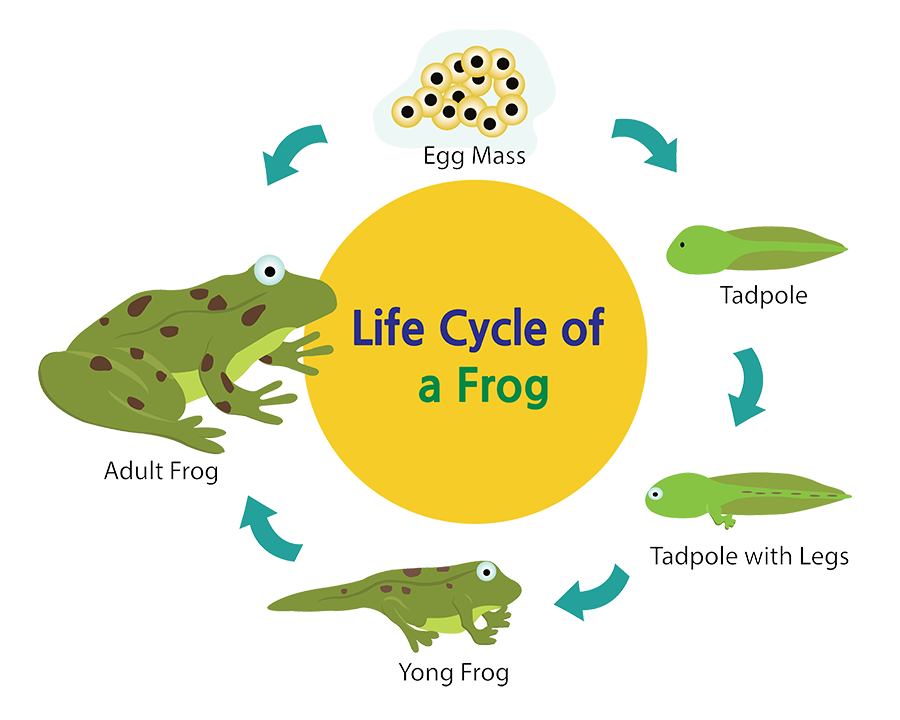 Egg Mass
Tadpole
Tadpole with Legs
Yong Frog
Adult Frog
Life Cycle of
a Frog